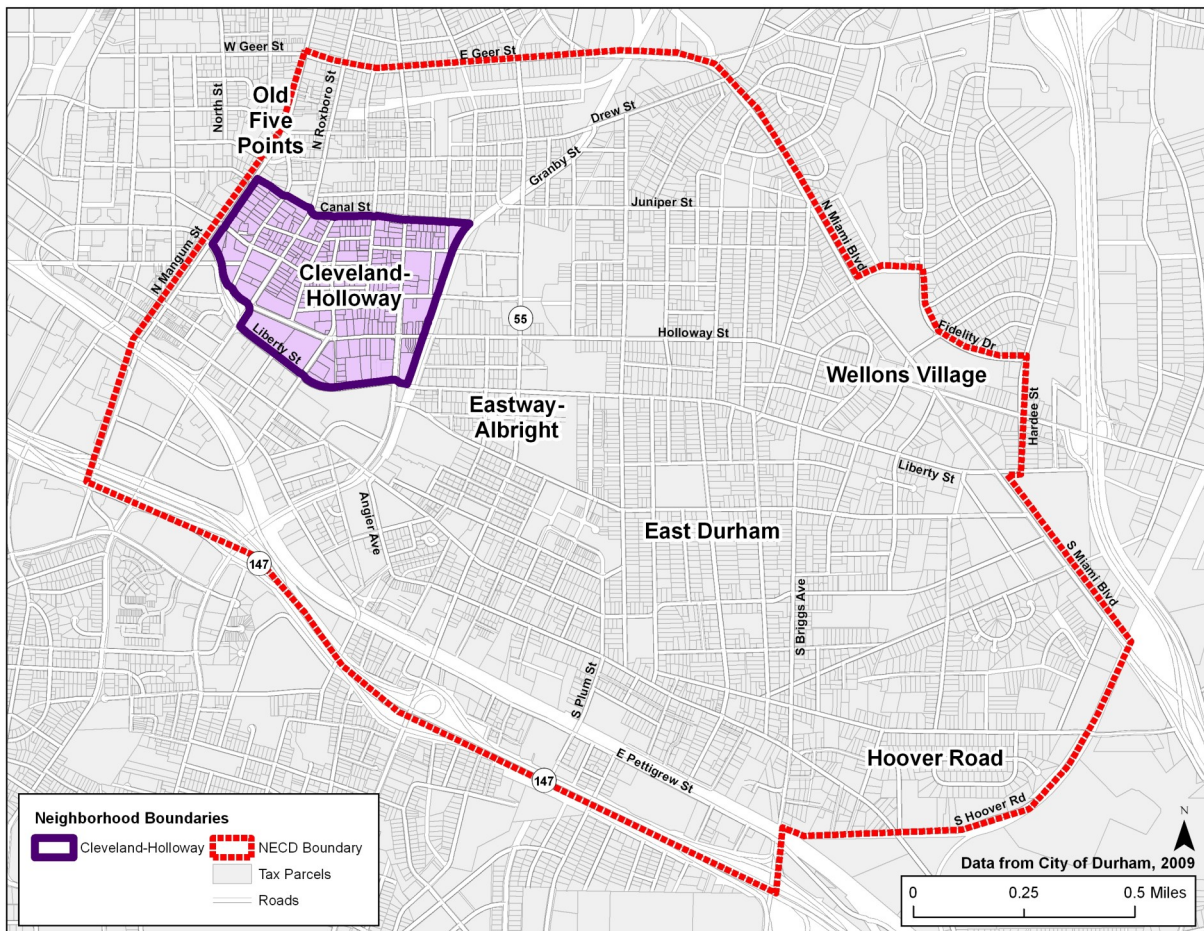 W Geer St
E Geer St
North St
N Roxboro St
Old
Five
Points
Drew St
Granby St
Canal St
Juniper St
N Mangum St
N Miami Blvd
Cleveland-
Holloway
55
Holloway St
Liberty St
Fidelity Dr
Wellons Village
Hardee St
Eastway-
Albright
Liberty St
Angier Ave
East Durham
S Miami Blvd
147
S Briggs Ave
S Plum St
E Pettigrew St
147
Hoover Road
S Hoover Rd
Neighborhood Boundaries
Cleveland-Holloway
NECD Boundary
Tax Parcels
Roads
N
Data from City of Durham, 2009
0 0.25 0.5 Miles